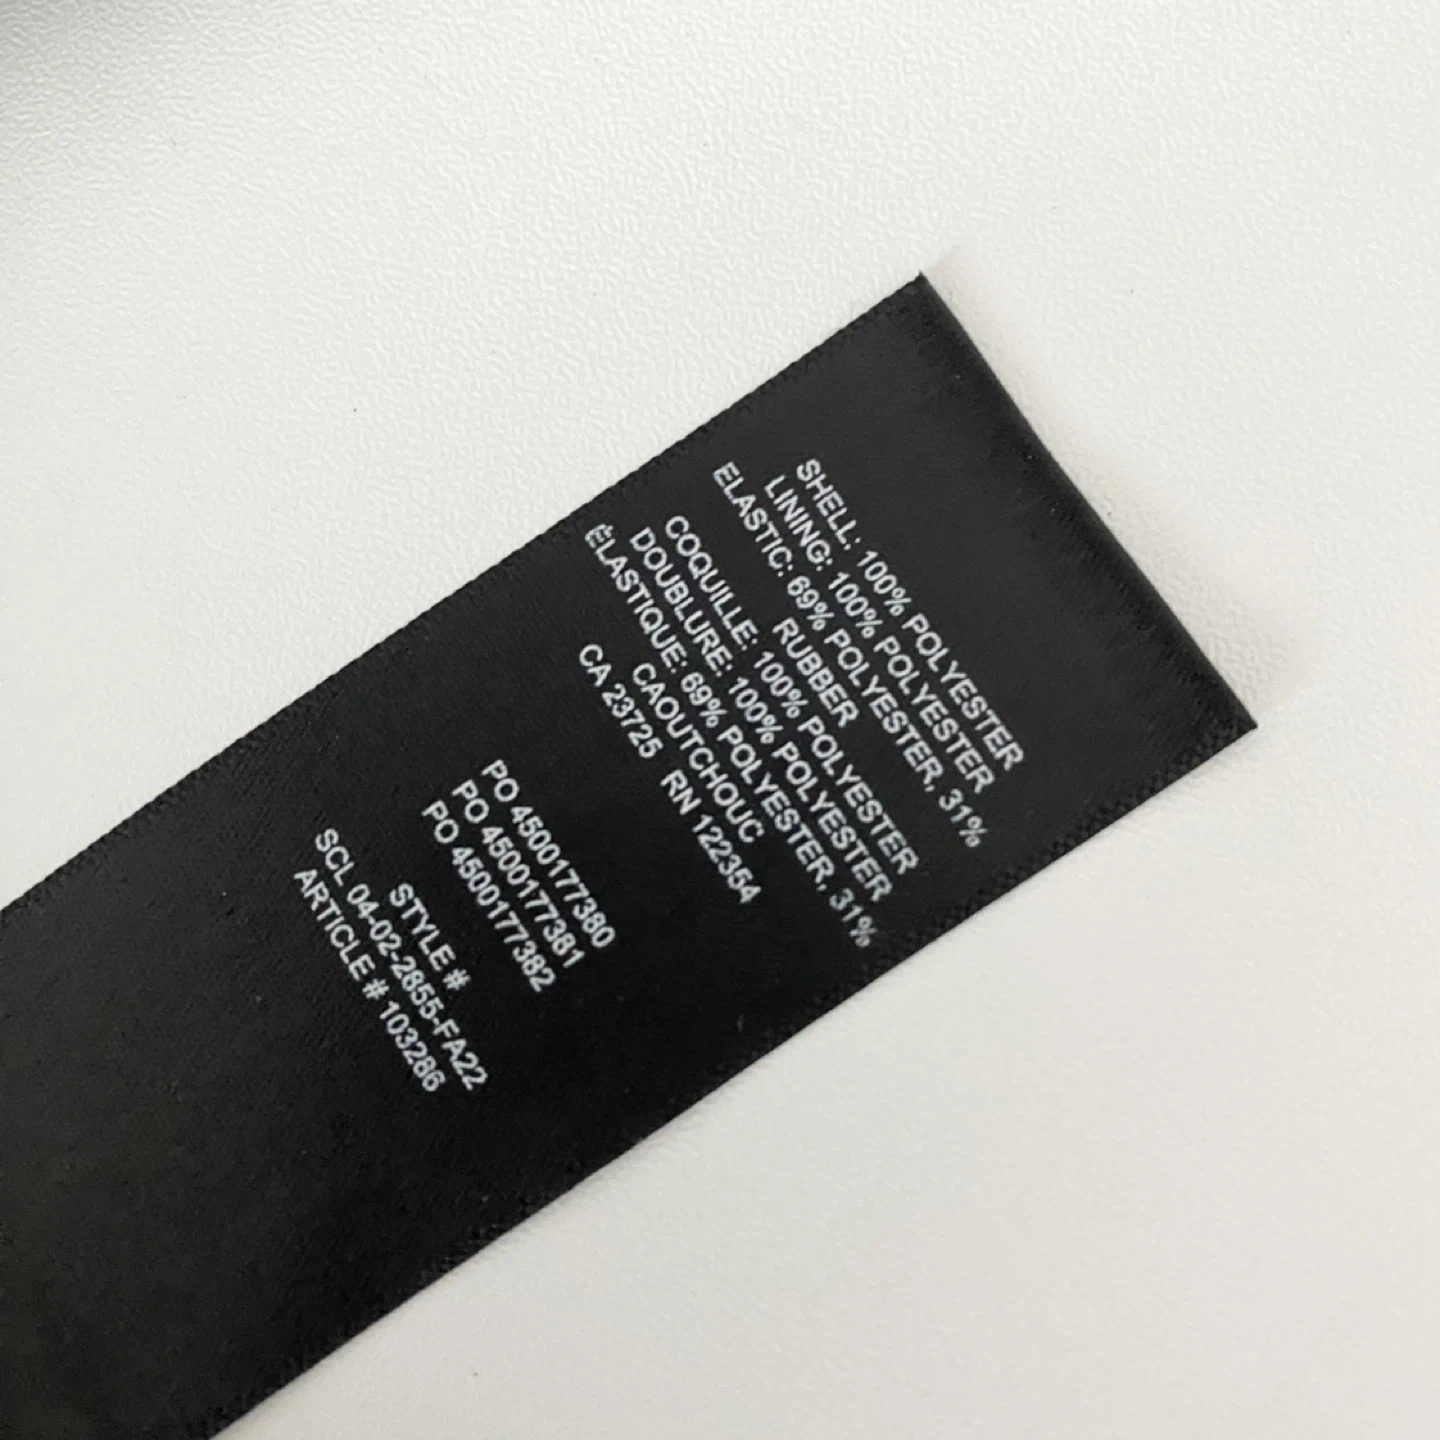 SHELL: 100% POLYESTER
LINING: 100% POLYESTER
ELASTIC: 69% POLYESTER, 31%
RUBBER
COQUILLE: 100% POLYESTER
DOUBLURE: 100% POLYESTER
ÉLASTIQUE: 69% POLYESTER, 31%
CAOUTCHOUC
CA 23725 RN 122354
PO 4500177380
PO 4500177381
PO 4500177382
STYLE #
SCL 04-02-2855-FA22
ARTICLE # 103286